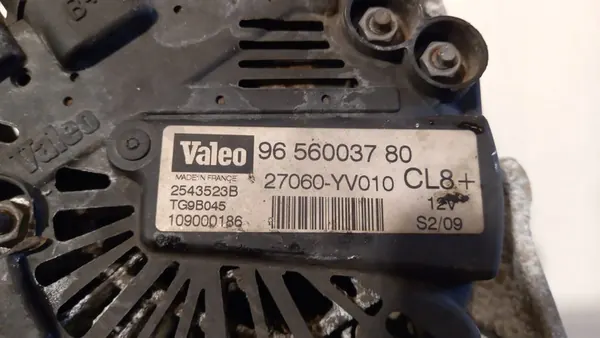 Valeo
Valeo 96 560037 80
MADE IN FRANCE 27060-YV010 CL8+
2543523B 12V
TG9B045
109000186 S2/09